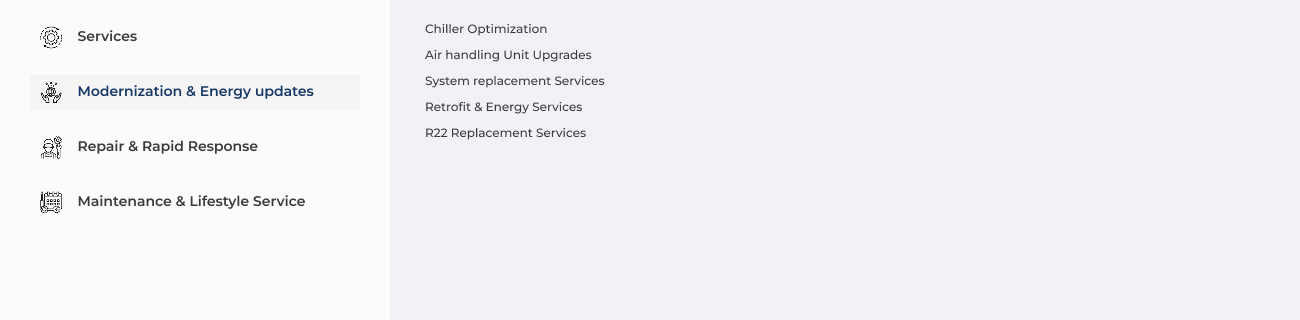 Services
Modernization & Energy updates
Repair & Rapid Response
Maintenance & Lifestyle Service
Chiller Optimization
Air handling Unit Upgrades
System replacement Services
Retrofit & Energy Services
R22 Replacement Services